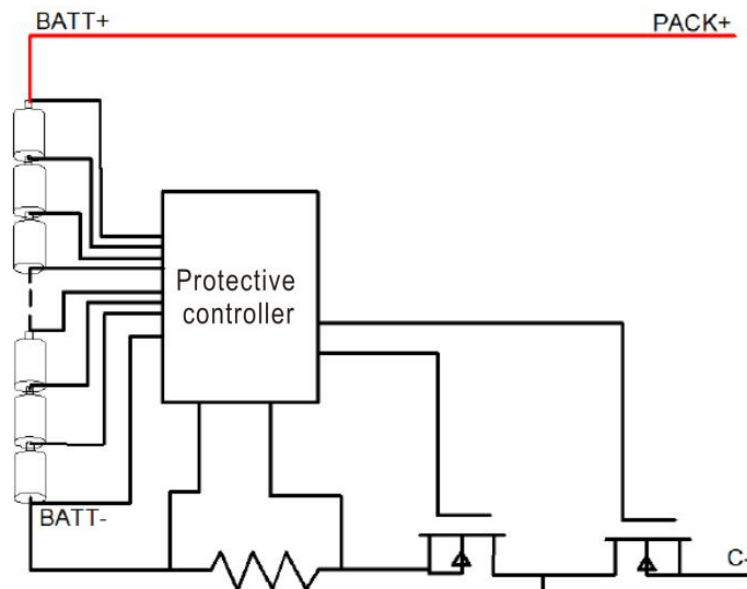 BATT+
PACK+
Protective
controller
BATT-
C-